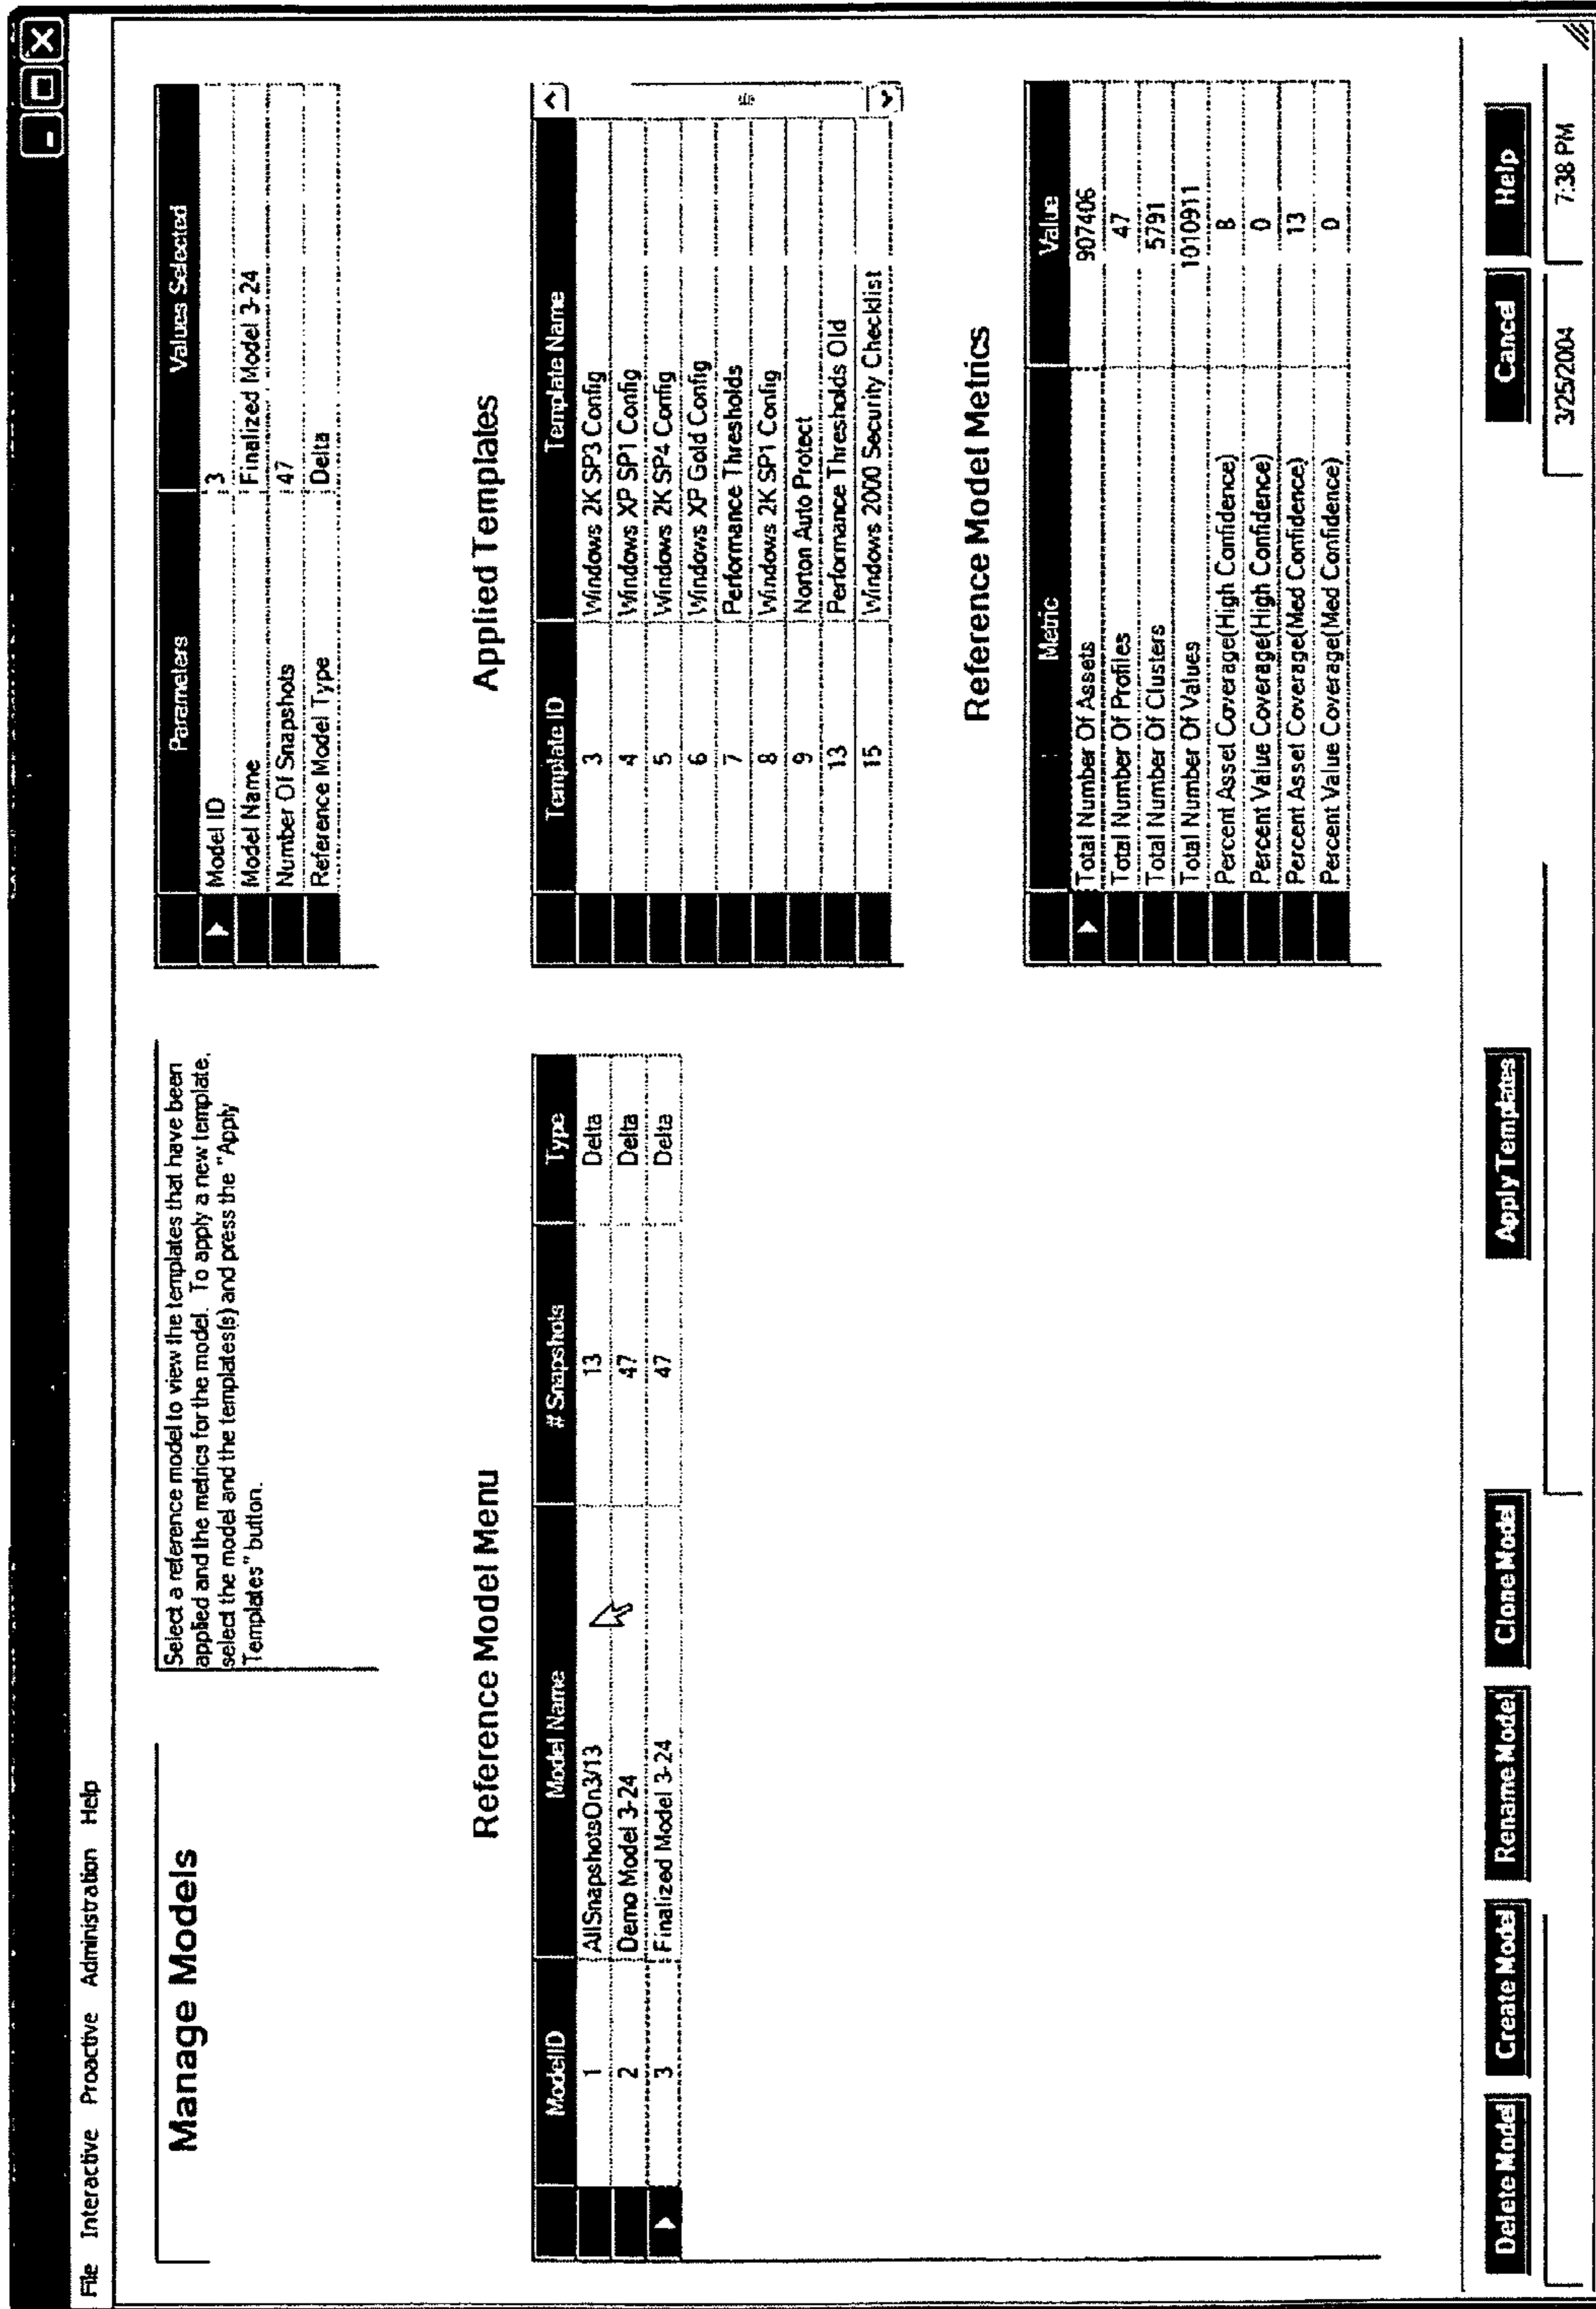 File Interactive Proactive Administration Help
Manage Models
Select a reference model to view the templates that have been
applied and the metrics for the model. To apply a new template,
select the model and the templates(s) and press the "Apply
Templates" button.
Parameters Values Selected
Model ID 3
Model Name Finalized Model 3-24
Number Of Snapshots 47
Reference Model Type Delta
Reference Model Menu
ModelID Model Name # Snapshots Type
1 AllSnapshotsOn3/13 13 Delta
2 Demo Model 3-24 47 Delta
3 Finalized Model 3-24 47 Delta
Applied Templates
Template ID Template Name
3 Windows 2K SP3 Config
4 Windows XP SP1 Config
5 Windows 2K SP4 Config
6 Windows XP Gold Config
7 Performance Thresholds
8 Windows 2K SP1 Config
9 Norton Auto Protect
13 Performance Thresholds Old
15 Windows 2000 Security Checklist
Reference Model Metrics
Metric Value
Total Number Of Assets 907406
Total Number Of Profiles 47
Total Number Of Clusters 5791
Total Number Of Values 1010911
Percent Asset Coverage(High Confidence) 8
Percent Value Coverage(High Confidence) 0
Percent Asset Coverage(Med Confidence) 13
Percent Value Coverage(Med Confidence) 0
Delete Model Create Model Rename Model Clone Model Apply Templates Cancel Help
3/25/2004 7:38 PM